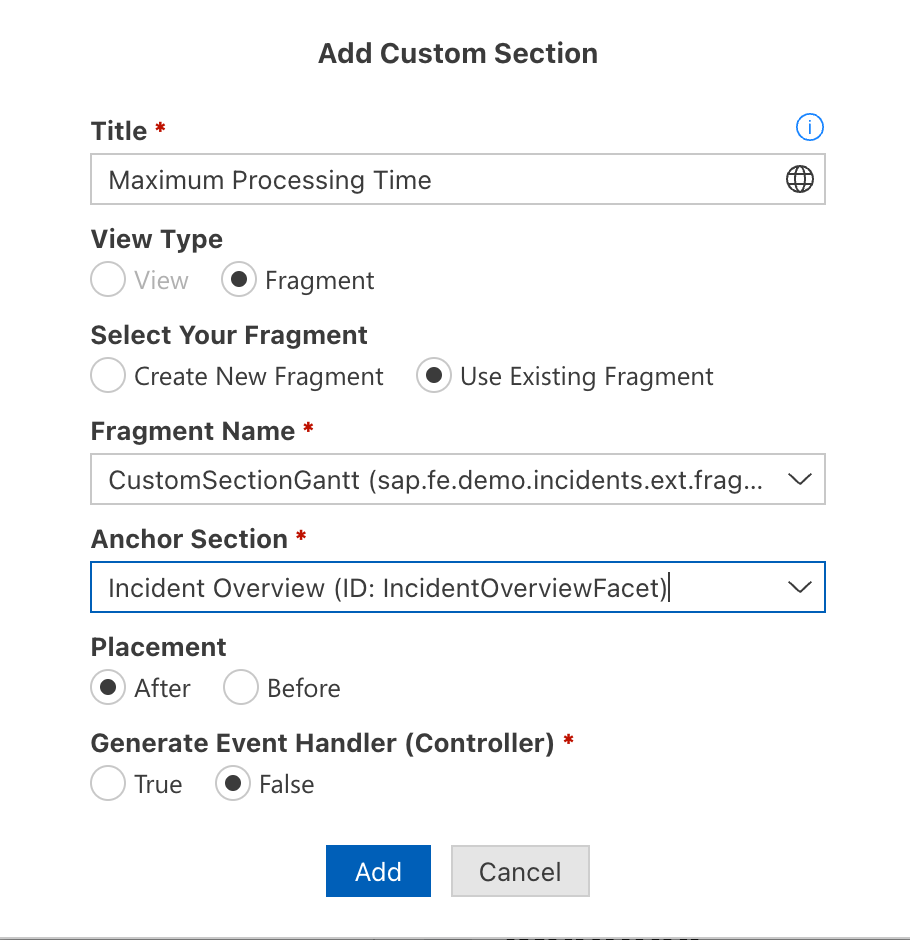 Add Custom Section
Title *
Maximum Processing Time
View Type
View Fragment
Select Your Fragment
Create New Fragment Use Existing Fragment
Fragment Name *
CustomSectionGantt (sap.fe.demo.incidents.ext.frag...
Anchor Section *
Incident Overview (ID: IncidentOverviewFacet)
Placement
After Before
Generate Event Handler (Controller) *
True False
Add Cancel